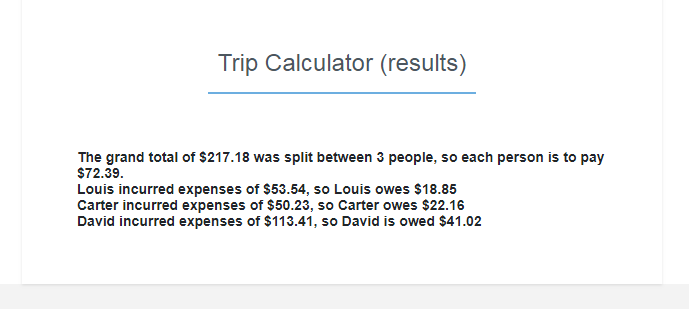 Trip Calculator (results)
The grand total of $217.18 was split between 3 people, so each person is to pay
$72.39.
Louis incurred expenses of $53.54, so Louis owes $18.85
Carter incurred expenses of $50.23, so Carter owes $22.16
David incurred expenses of $113.41, so David is owed $41.02